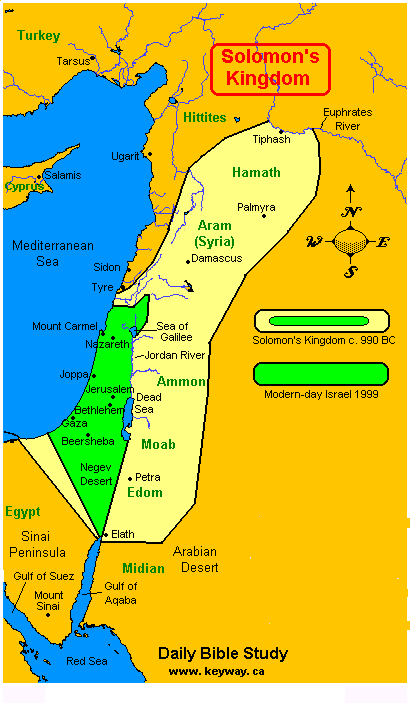 Turkey
Tarsus
Solomon's
Kingdom
Hittites
Euphrates
River
Tiphash
Ugarit
Salamis
Cyprus
Hamath
Palmyra
Aram
(Syria)
N
W
E
S
Mediterranean
Sea
Damascus
Sidon
Tyre
Mount Carmel
Nazareth
Sea of
Galilee
Solomon's Kingdom c. 990 BC
Jordan River
Joppa
Ammon
Jerusalem
Modern-day Israel 1999
Dead
Sea
Bethlehem
Gaza
Beersheba
Moab
Negev
Desert
Petra
Edom
Egypt
Sinai
Peninsula
Elath
Arabian
Desert
Midian
Gulf of Suez
Gulf of
Aqaba
Mount
Sinai
Red Sea
Daily Bible Study
www. keyway.ca